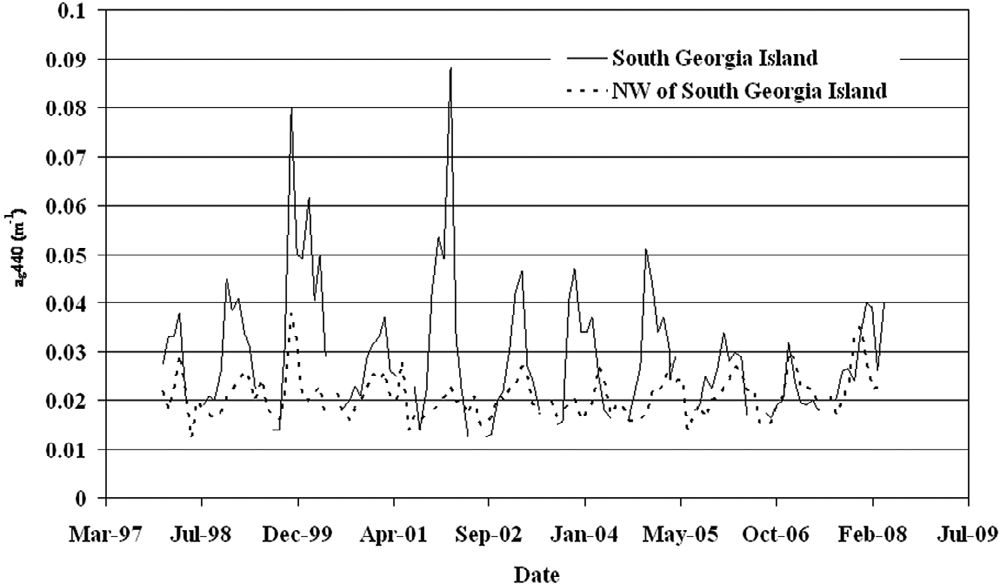 0.1
0.09
0.08
0.07
0.06
0.05
0.04
0.03
0.02
0.01
0
ag440 (m-1)
South Georgia Island
NW of South Georgia Island
Mar-97 Jul-98 Dec-99 Apr-01 Sep-02 Jan-04 May-05 Oct-06 Feb-08 Jul-09
Date